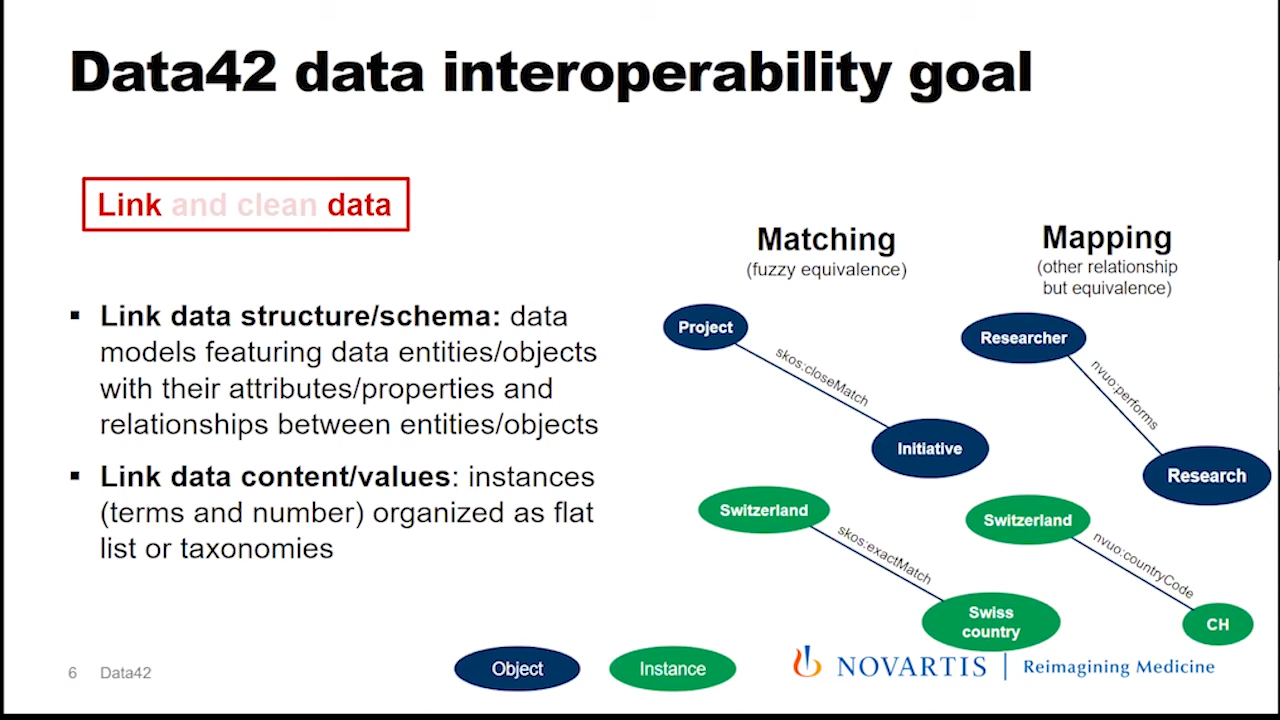 Data42 data interoperability goal
Link and clean data
▪ Link data structure/schema: data
models featuring data entities/objects
with their attributes/properties and
relationships between entities/objects
▪ Link data content/values: instances
(terms and number) organized as flat
list or taxonomies
Matching
(fuzzy equivalence)
Project
skos:closeMatch
Initiative
Switzerland
skos:exactMatch
Swiss
country
Mapping
(other relationship
but equivalence)
Researcher
nvuo:performs
Research
Switzerland
nvuo:countryCode
CH
6 Data42
Object
Instance
NOVARTIS | Reimagining Medicine